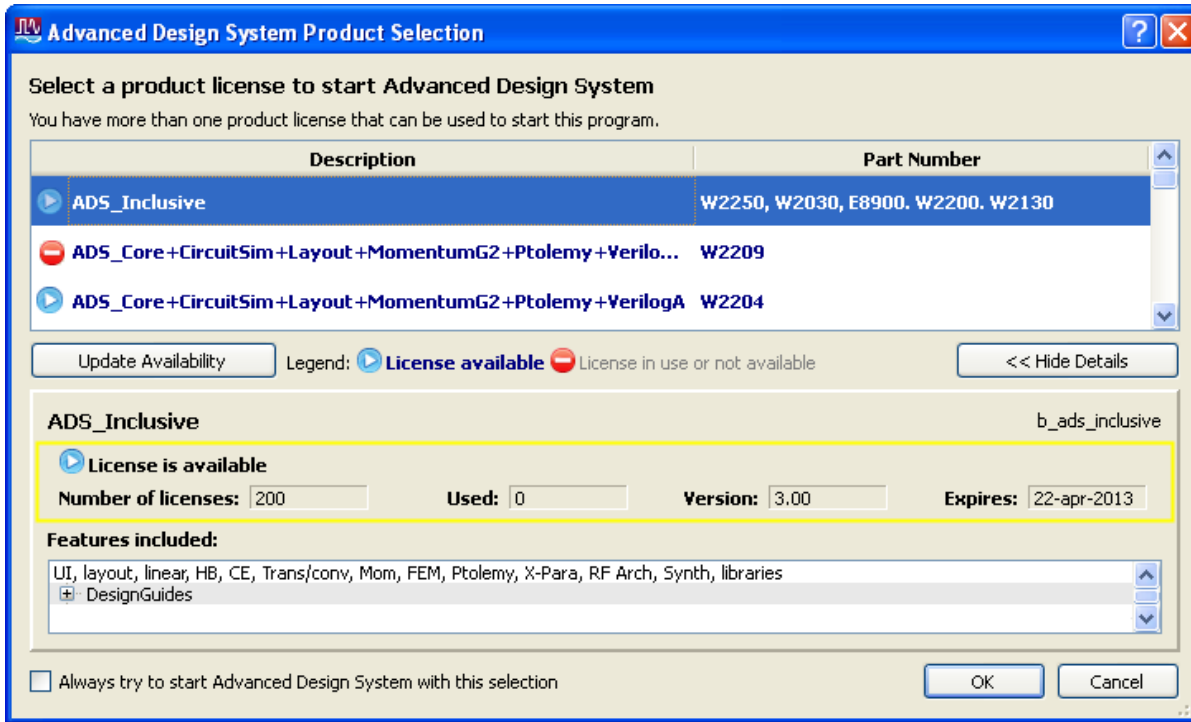 Advanced Design System Product Selection
Select a product license to start Advanced Design System
You have more than one product license that can be used to start this program.
Description Part Number
ADS_Inclusive W2250, W2030, E8900. W2200. W2130
ADS_Core+CircuitSim+Layout+MomentumG2+Ptolemy+Verilo... W2209
ADS_Core+CircuitSim+Layout+MomentumG2+Ptolemy+VerilogA W2204
Update Availability Legend: License available License in use or not available << Hide Details
ADS_Inclusive b_ads_inclusive
License is available
Number of licenses: 200 Used: 0 Version: 3.00 Expires: 22-apr-2013
Features included:
UI, layout, linear, HB, CE, Trans/conv, Mom, FEM, Ptolemy, X-Para, RF Arch, Synth, libraries
DesignGuides
Always try to start Advanced Design System with this selection OK Cancel